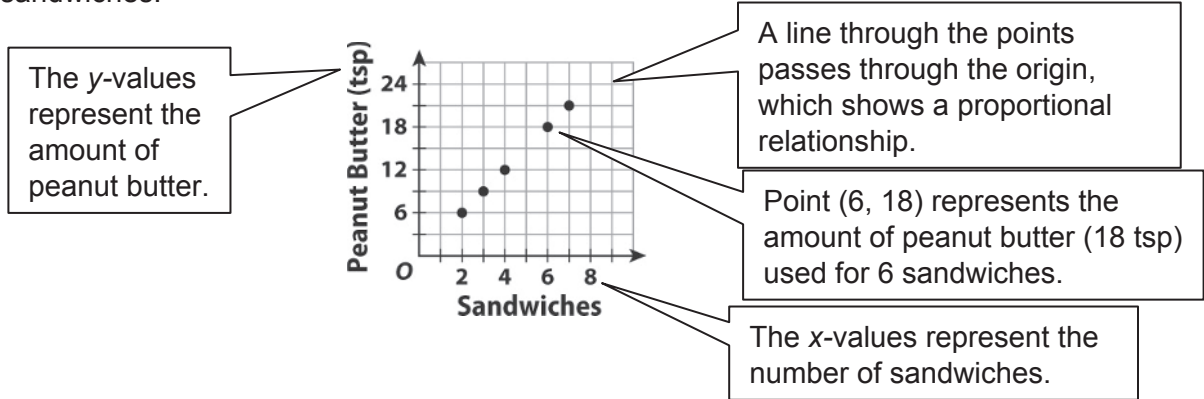 sandwiches.
The y-values
represent the
amount of
peanut butter.
Peanut Butter (tsp)
24
18
12
6
O
2 4 6 8
Sandwiches
A line through the points
passes through the origin,
which shows a proportional
relationship.
Point (6, 18) represents the
amount of peanut butter (18 tsp)
used for 6 sandwiches.
The x-values represent the
number of sandwiches.